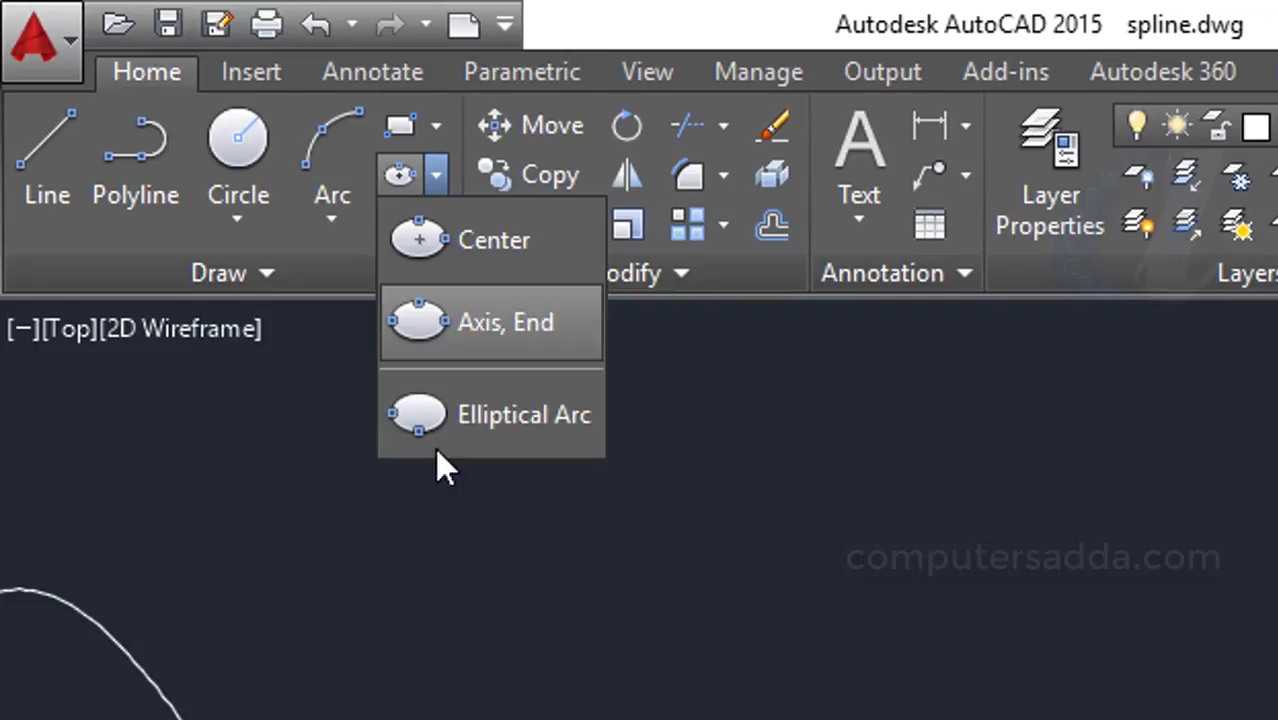 Autodesk AutoCAD 2015 spline.dwg
Home Insert Annotate Parametric View Manage Output Add-ins Autodesk 360
Move
Copy
Line Polyline Circle Arc
A
Text
Layer
Properties
Draw
odify
Annotation
Layers
Center
Axis, End
Elliptical Arc
[−][Top][2D Wireframe]
computersadda.com